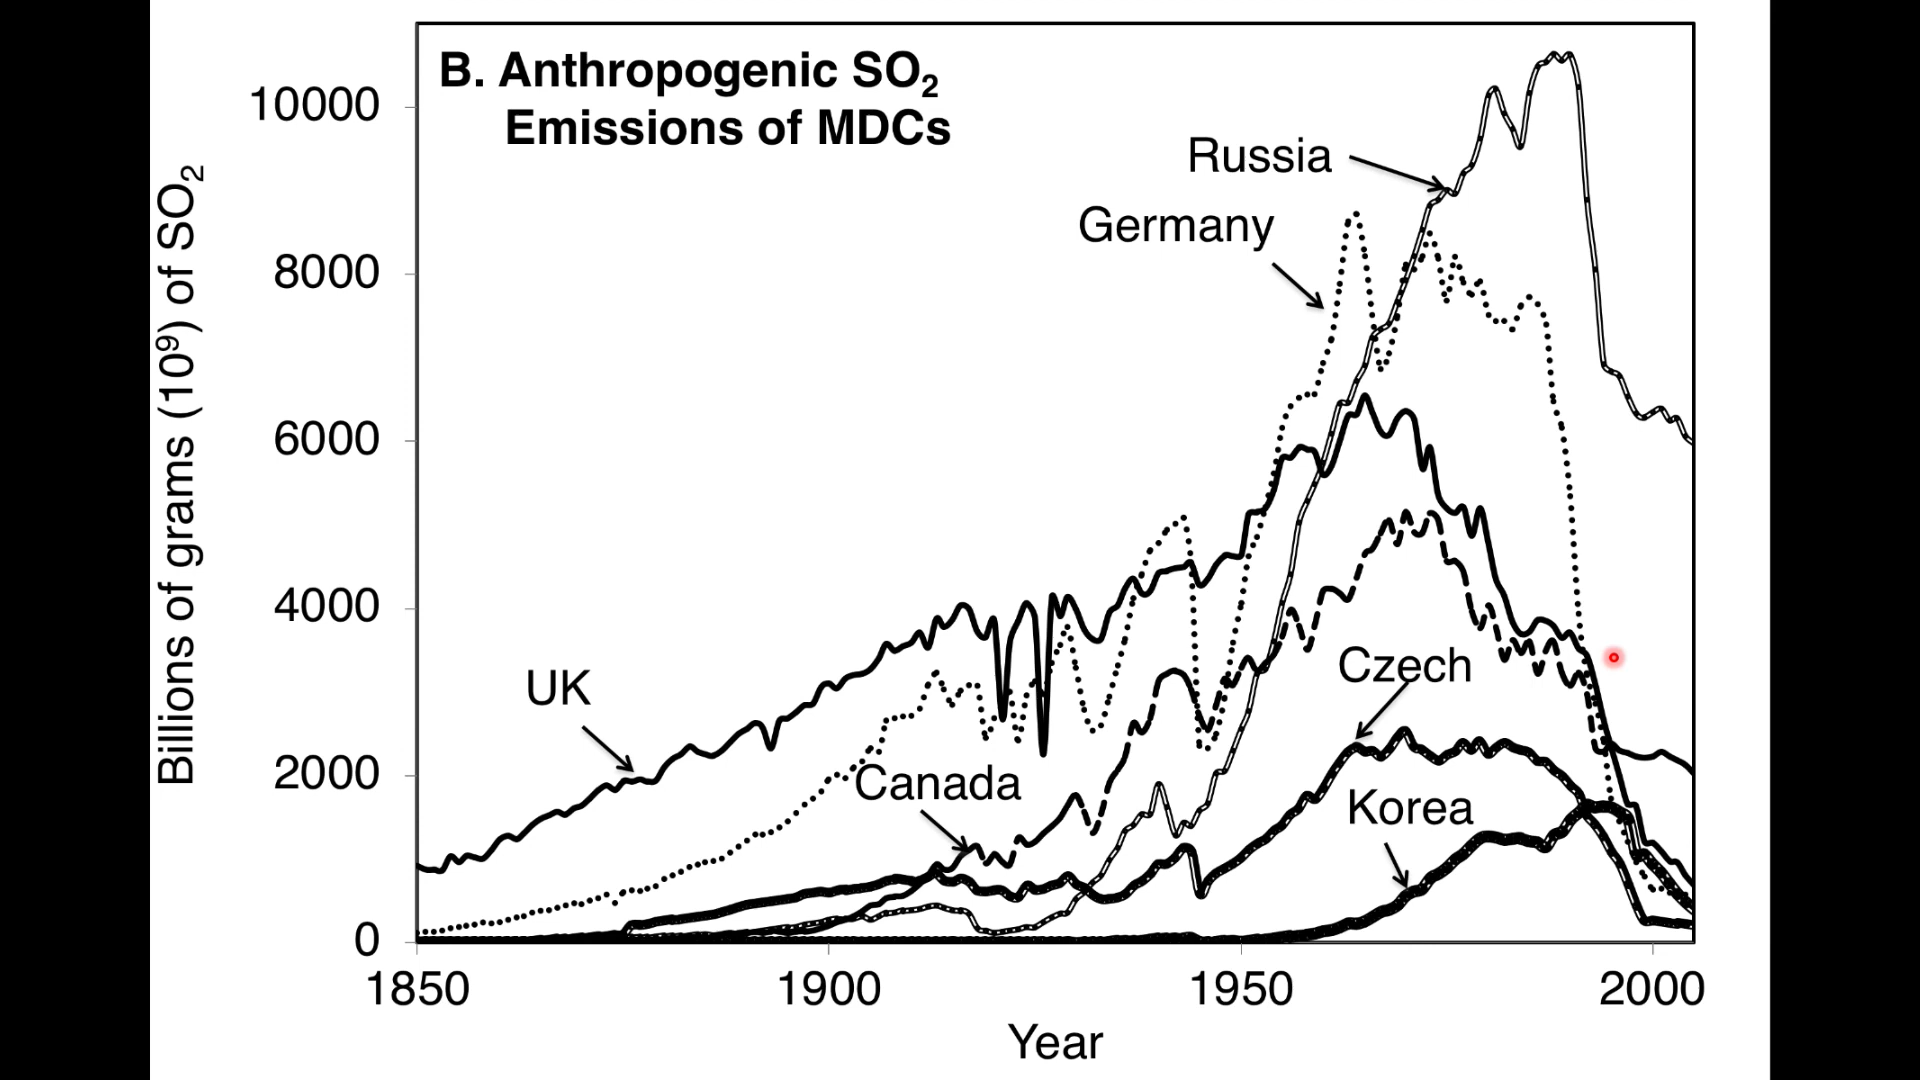 B. Anthropogenic SO₂
Emissions of MDCs
Billions of grams (10⁹) of SO₂
10000
8000
6000
4000
2000
0
Russia
Germany
UK
Canada
Czech
Korea
1850
1900
1950
2000
Year